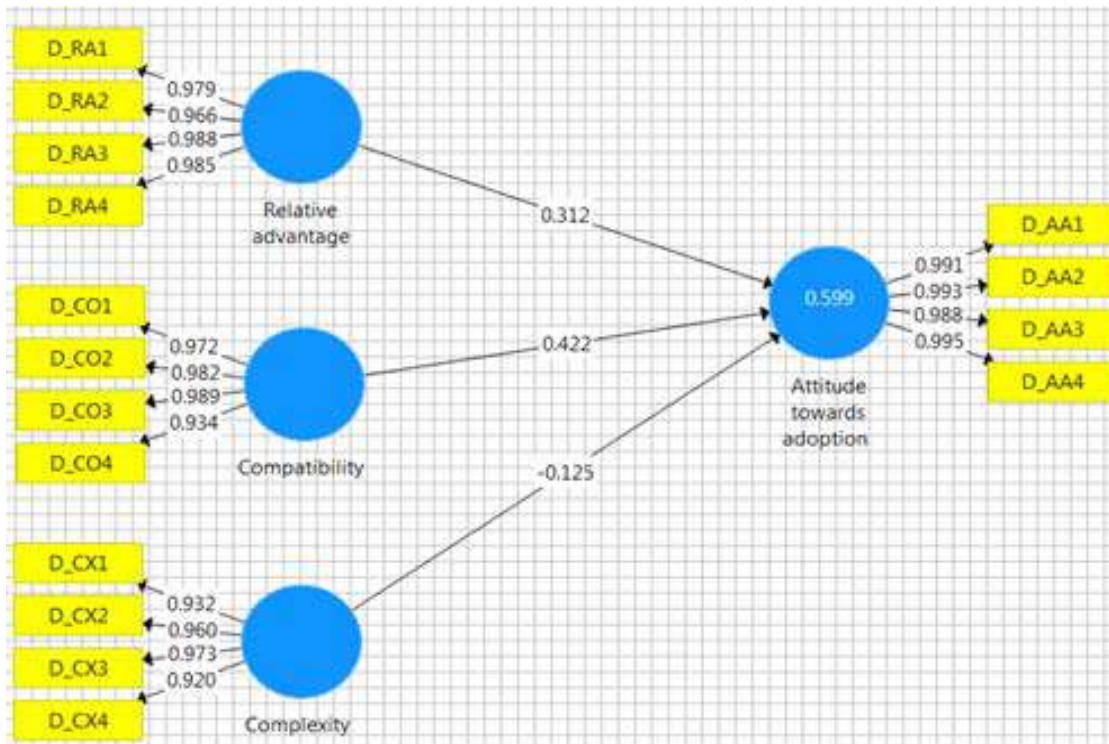 D_RA1
D_RA2
D_RA3
D_RA4
0.979
0.966
0.988
0.985
Relative
advantage
0.312
D_CO1
D_CO2
D_CO3
D_CO4
0.972
0.982
0.989
0.934
Compatibility
0.422
D_CX1
D_CX2
D_CX3
D_CX4
0.932
0.960
0.973
0.920
Complexity
-0.125
0.599
Attitude
towards
adoption
0.991
0.993
0.988
0.995
D_AA1
D_AA2
D_AA3
D_AA4